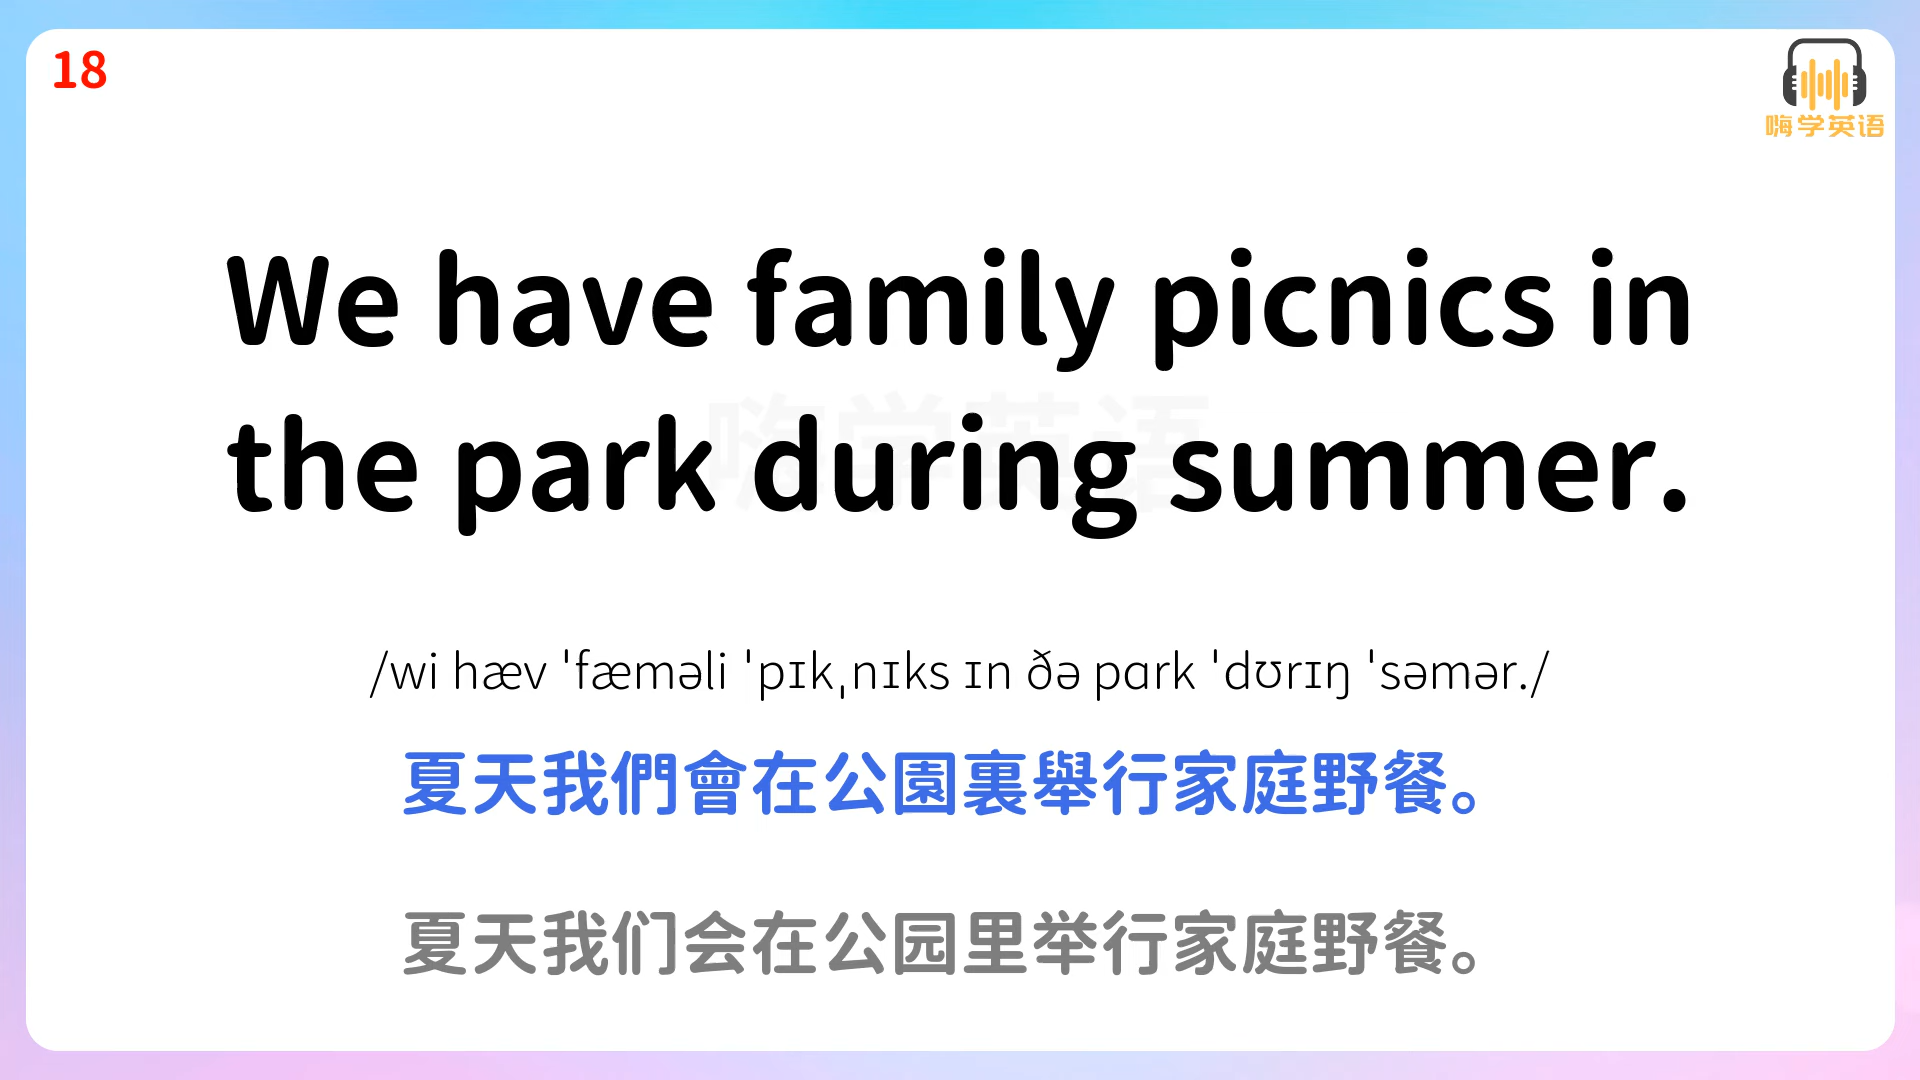 18
嗨学英语
We have family picnics in
the park during summer.
/wi hæv ˈfæməli ˈpɪkˌnɪks ɪn ðə pɑrk ˈdʊrɪŋ ˈsəmər./
夏天我們會在公園裏舉行家庭野餐。
夏天我们会在公园里举行家庭野餐。